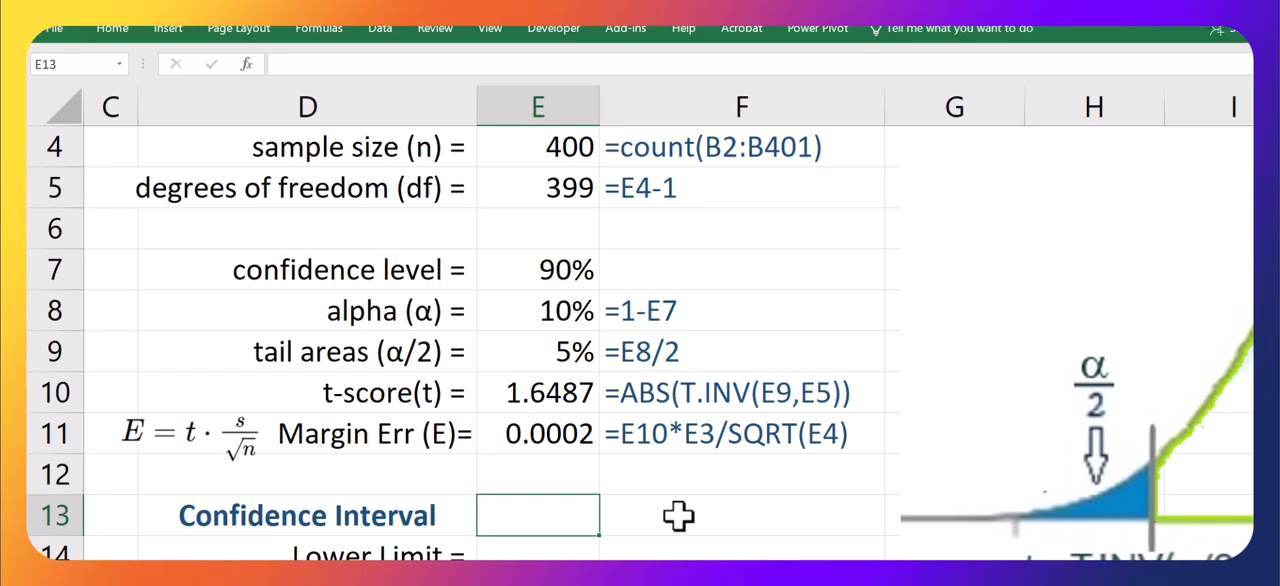 File Home Insert Page Layout Formulas Data Review View Developer Add-ins Help Acrobat Power Pivot Tell me what you want to do
E13 fx
C D E F G H I
4 sample size (n) = 400 =count(B2:B401)
5 degrees of freedom (df) = 399 =E4-1
6
7 confidence level = 90%
8 alpha (α) = 10% =1-E7
9 tail areas (α/2) = 5% =E8/2
10 t-score(t) = 1.6487 =ABS(T.INV(E9,E5))
11 E = t · s/√n Margin Err (E)= 0.0002 =E10*E3/SQRT(E4)
12
13 Confidence Interval
14 Lower Limit =
α
2